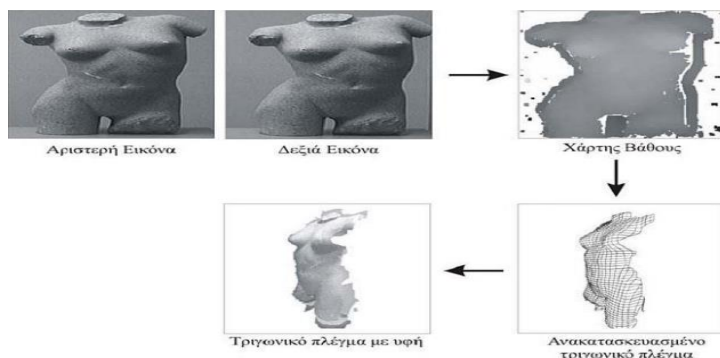 Αριστερή Εικόνα
Δεξιά Εικόνα
Χάρτης Βάθους
Τριγωνικό πλέγμα με υφή
Ανακατασκευασμένο
τριγωνικό πλέγμα